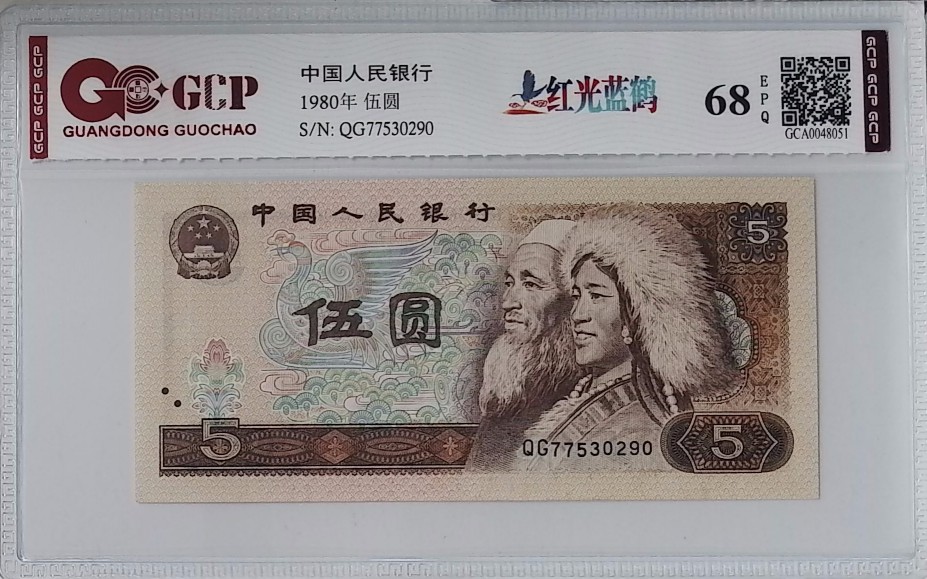 GCP GCP GCP
GCP
GUANGDONG GUOCHAO
中国人民银行
1980年 伍圆
S/N: QG77530290
红光蓝鹤
68
EPQ
GCA0048051
GCP GCP GCP
中国人民银行
5
伍圆
5
QG77530290
5